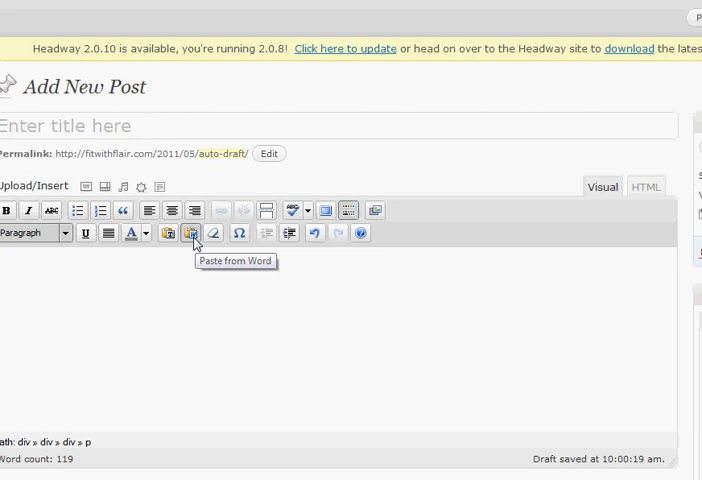 Headway 2.0.10 is available, you're running 2.0.8! Click here to update or head on over to the Headway site to download the lates
Add New Post
Enter title here
Permalink: http://fitwithflair.com/2011/05/auto-draft/ Edit
Upload/Insert Visual HTML
B I ABC ABC
Paragraph U A T W Ω ?
Paste from Word
ath: div » div » div » p
Word count: 119 Draft saved at 10:00:19 am.